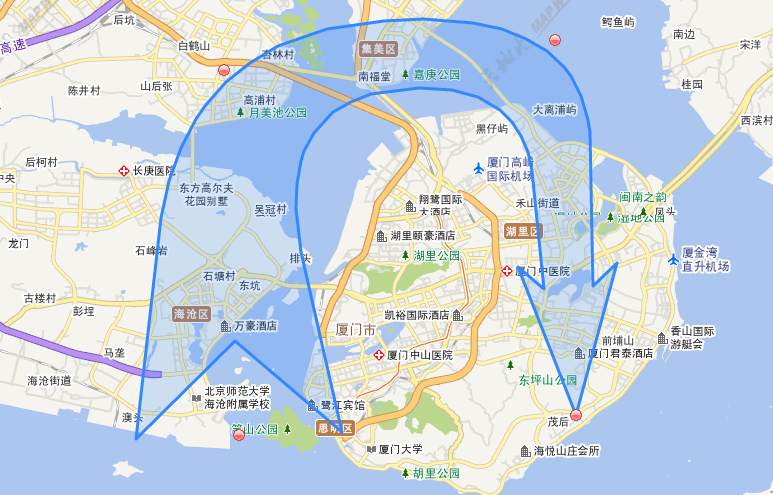 后坑
鳄鱼屿
南边
宋洋
白鹤山
杏林村
集美区
高速
南福堂
嘉庚公园
桂园
陈井村
山后张
高浦村
月美池公园
大离浦屿
西滨村
黑仔屿
后柯村
长庚医院
厦门高崎
国际机场
中央
东方高尔夫
花园别墅
翔鹭国际
大酒店
闽南之韵
吴冠村
禾山街道
凤头
湿地公园
龙门
石峰岩
湖里颐豪酒店
湖里区
排头
湖里公园
厦金湾
直升机场
石塘村
厦门中医院
东坑
古楼村
彭埕
海沧区
万豪酒店
厦门市
凯裕国际酒店
香山国际
游艇会
前埔山
马垄
厦门中山医院
厦门君泰酒店
海沧街道
北京师范大学
海沧附属学校
东坪山公园
鹭江宾馆
澳头
茂后
思明区
厦门大学
海悦山庄会所
胡里公园